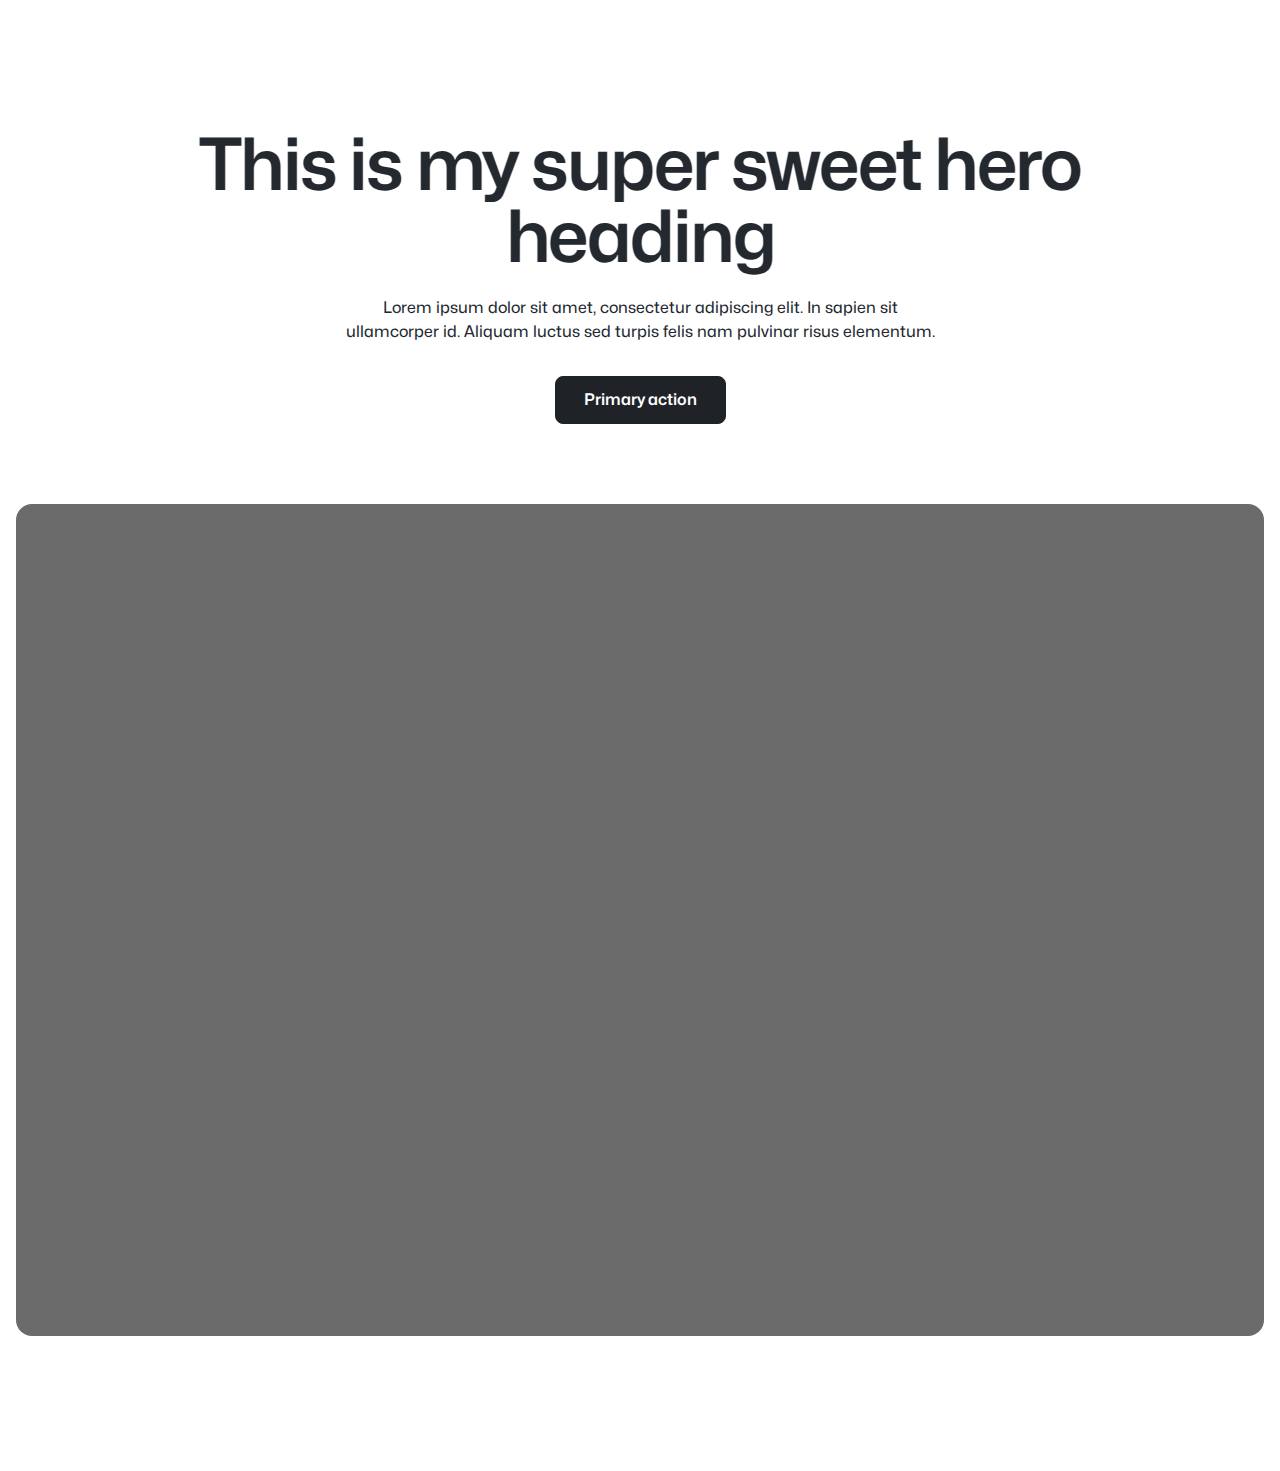 This is my super sweet hero
heading
Lorem ipsum dolor sit amet, consectetur adipiscing elit. In sapien sit
ullamcorper id. Aliquam luctus sed turpis felis nam pulvinar risus elementum.
Primary action